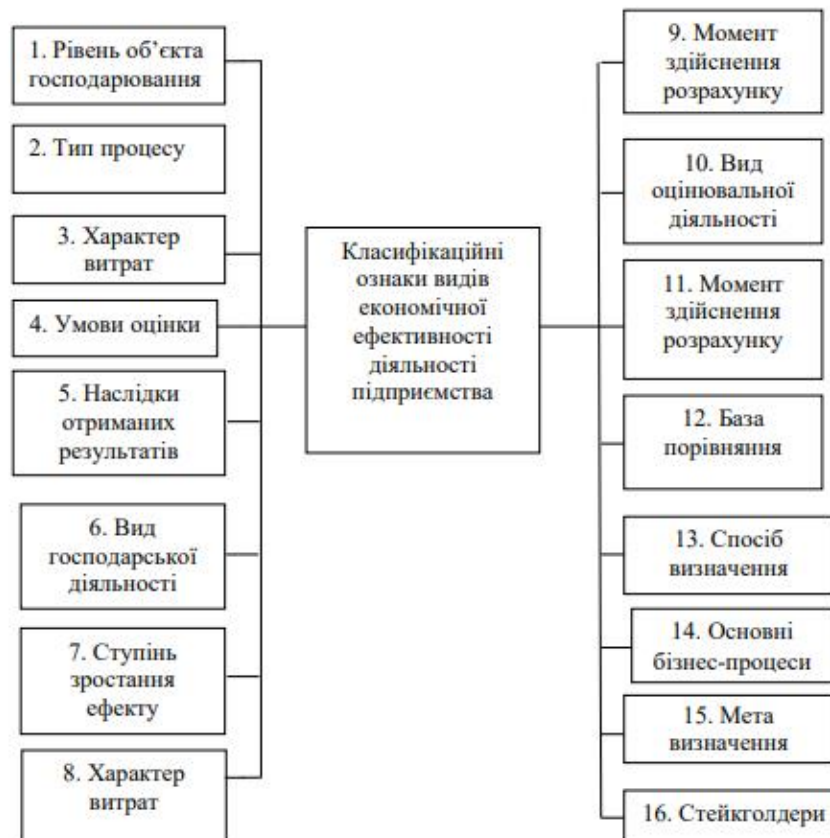 1. Рівень об’єкта
господарювання
2. Тип процесу
3. Характер
витрат
4. Умови оцінки
5. Наслідки
отриманих
результатів
6. Вид
господарської
діяльності
7. Ступінь
зростання
ефекту
8. Характер
витрат
Класифікаційні
ознаки видів
економічної
ефективності
діяльності
підприємства
9. Момент
здійснення
розрахунку
10. Вид
оцінювальної
діяльності
11. Момент
здійснення
розрахунку
12. База
порівняння
13. Спосіб
визначення
14. Основні
бізнес-процеси
15. Мета
визначення
16. Стейкголдери